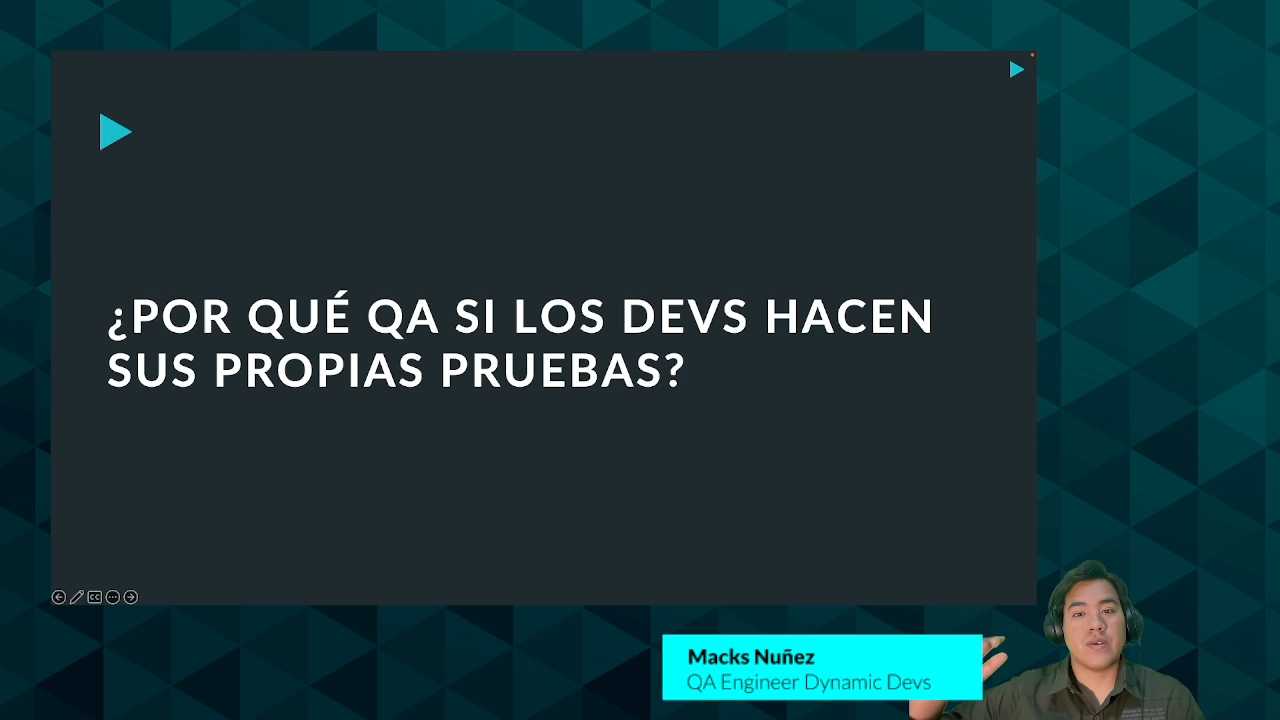 ¿POR QUÉ QA SI LOS DEVS HACEN
SUS PROPIAS PRUEBAS?
Macks Nuñez
QA Engineer Dynamic Devs